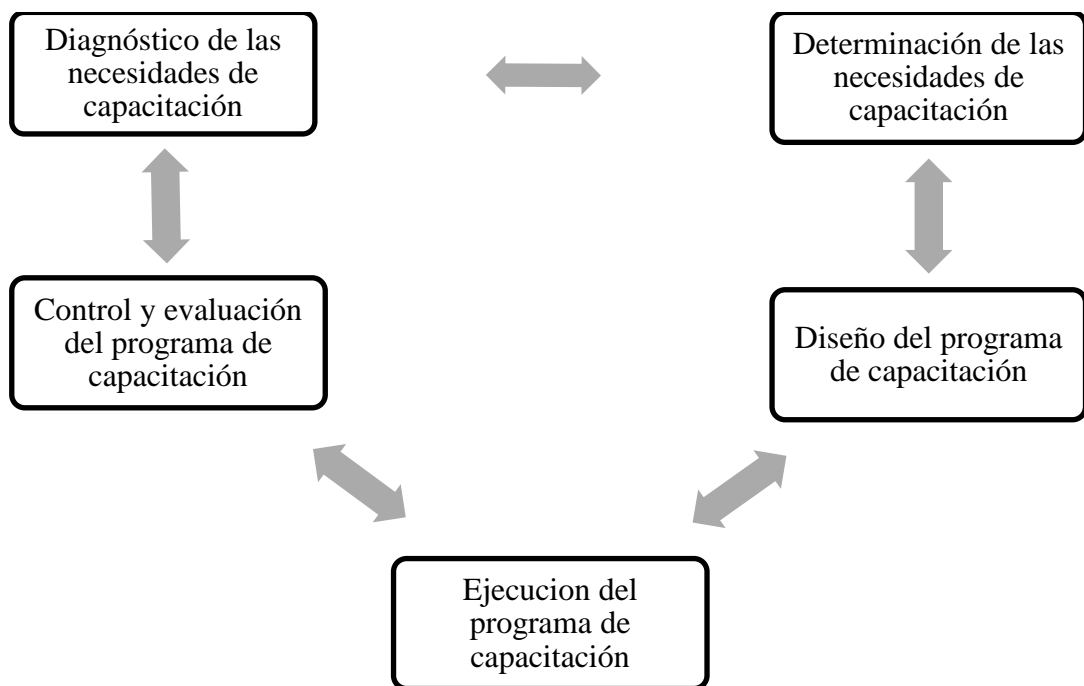 Diagnóstico de las
necesidades de
capacitación
Determinación de las
necesidades de
capacitación
Diseño del programa
de capacitación
Ejecucion del
programa de
capacitación
Control y evaluación
del programa de
capacitación